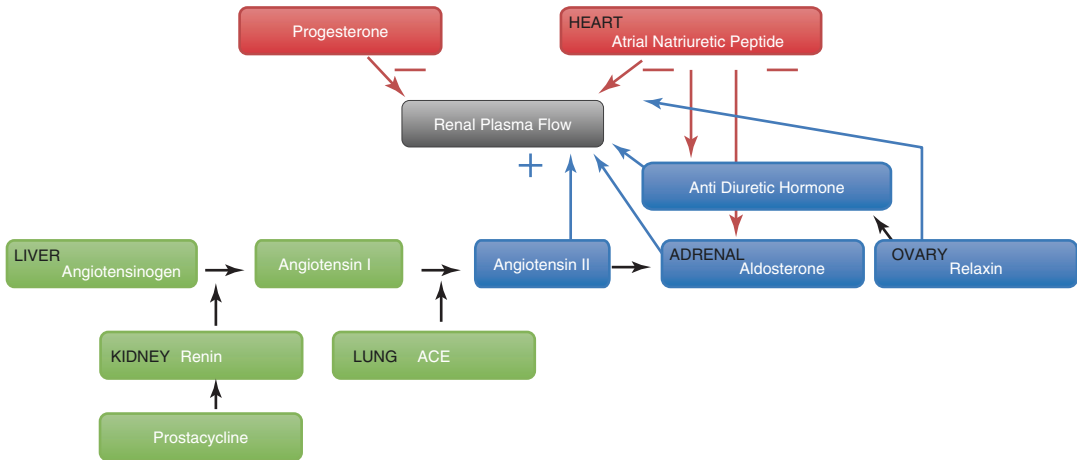 Progesterone
HEART
Atrial Natriuretic Peptide
Renal Plasma Flow
Anti Diuretic Hormone
LIVER
Angiotensinogen
Angiotensin I
Angiotensin II
ADRENAL
Aldosterone
OVARY
Relaxin
KIDNEY Renin
LUNG ACE
Prostacycline